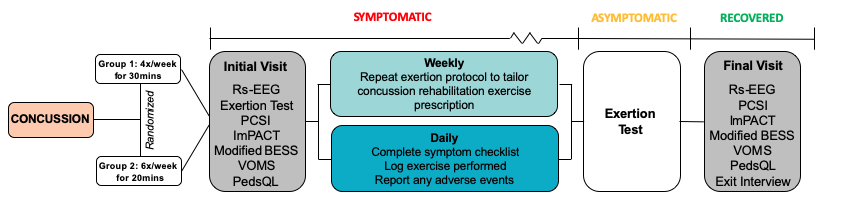 SYMPTOMATIC
ASYMPTOMATIC
RECOVERED
CONCUSSION
Group 1: 4x/week
for 30mins
Randomized
Group 2: 6x/week
for 20mins
Initial Visit
Rs-EEG
Exertion Test
PCSI
ImPACT
Modified BESS
VOMS
PedsQL
Weekly
Repeat exertion protocol to tailor
concussion rehabilitation exercise
prescription
Daily
Complete symptom checklist
Log exercise performed
Report any adverse events
Exertion
Test
Final Visit
Rs-EEG
PCSI
ImPACT
Modified BESS
VOMS
PedsQL
Exit Interview